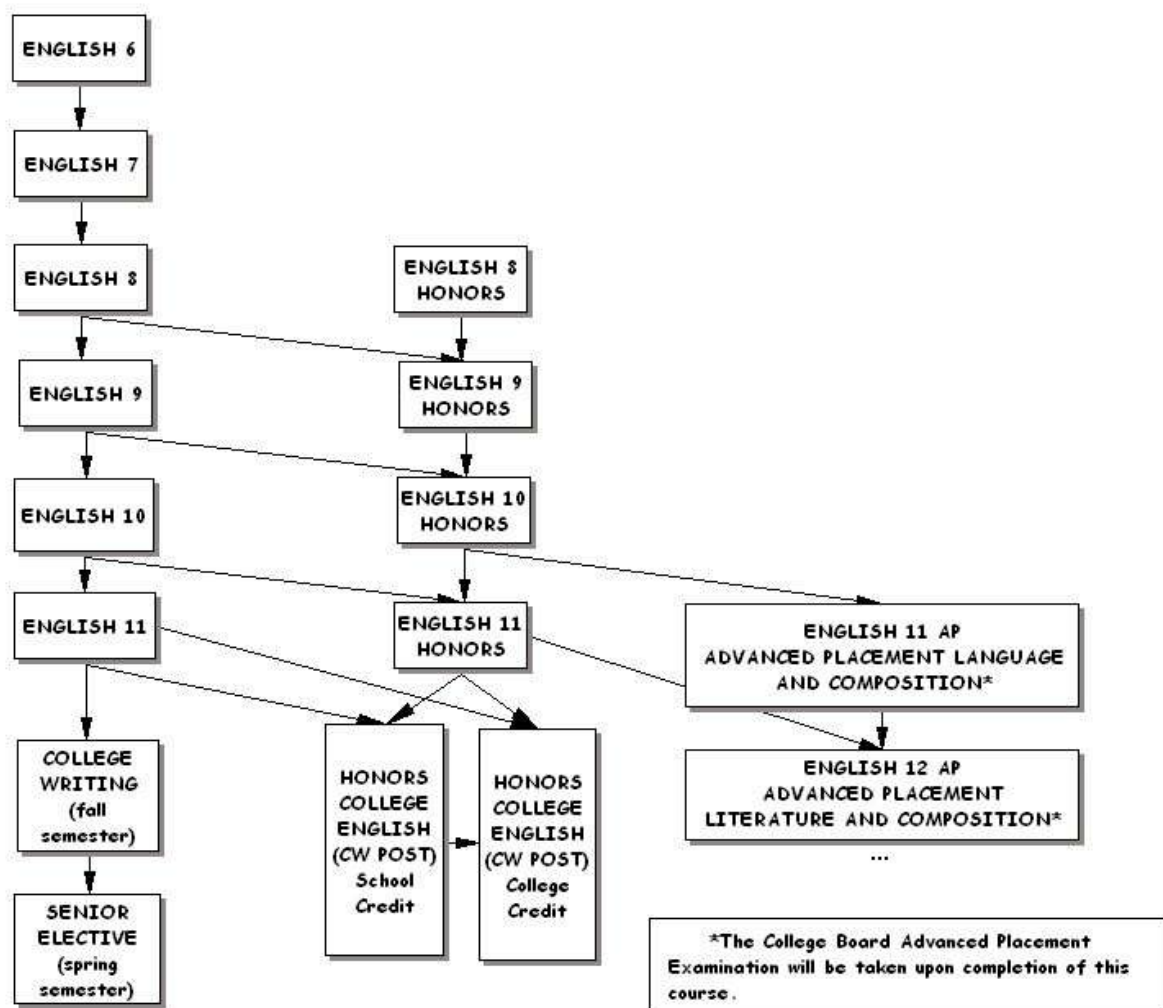 ENGLISH 6
ENGLISH 7
ENGLISH 8
ENGLISH 8
HONORS
ENGLISH 9
ENGLISH 9
HONORS
ENGLISH 10
ENGLISH 10
HONORS
ENGLISH 11
ENGLISH 11
HONORS
ENGLISH 11 AP
ADVANCED PLACEMENT LANGUAGE
AND COMPOSITION*
COLLEGE
WRITING
(fall
semester)
HONORS
COLLEGE
ENGLISH
(CW POST)
School
Credit
HONORS
COLLEGE
ENGLISH
(CW POST)
College
Credit
ENGLISH 12 AP
ADVANCED PLACEMENT
LITERATURE AND COMPOSITION*
...
SENIOR
ELECTIVE
(spring
semester)
*The College Board Advanced Placement
Examination will be taken upon completion of this
course.